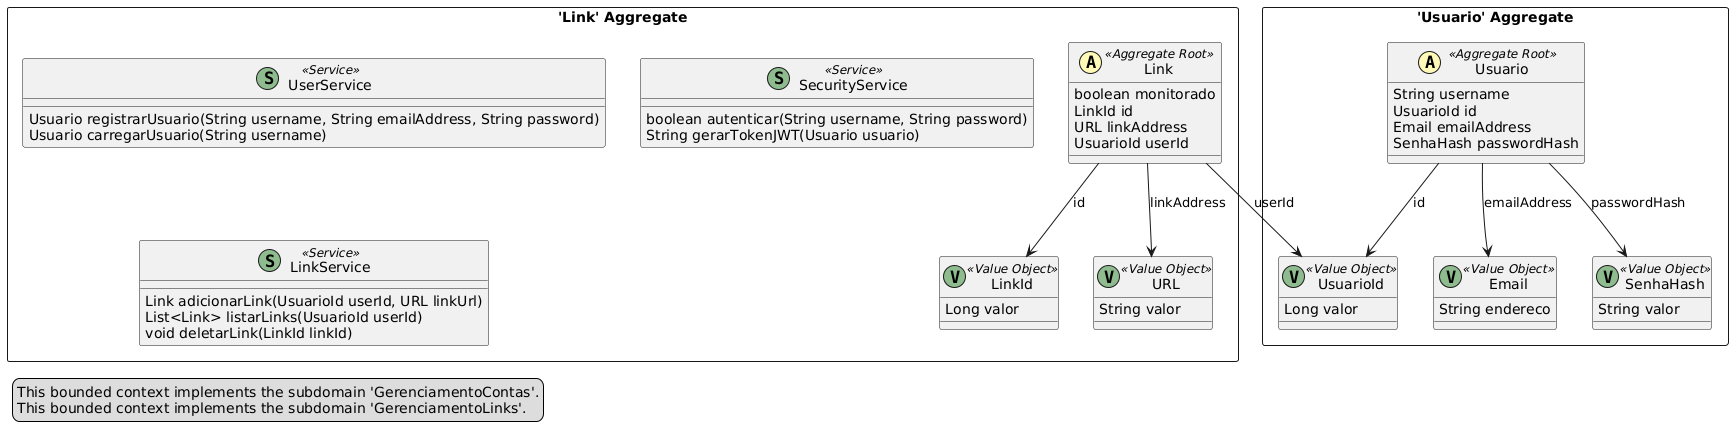 'Link' Aggregate
S
«Service»
UserService
Usuario registrarUsuario(String username, String emailAddress, String password)
Usuario carregarUsuario(String username)
S
«Service»
SecurityService
boolean autenticar(String username, String password)
String gerarTokenJWT(Usuario usuario)
A
«Aggregate Root»
Link
boolean monitorado
LinkId id
URL linkAddress
UsuarioId userId
S
«Service»
LinkService
Link adicionarLink(UsuarioId userId, URL linkUrl)
List<Link> listarLinks(UsuarioId userId)
void deletarLink(LinkId linkId)
id
linkAddress
userId
V
«Value Object»
LinkId
Long valor
V
«Value Object»
URL
String valor
'Usuario' Aggregate
A
«Aggregate Root»
Usuario
String username
UsuarioId id
Email emailAddress
SenhaHash passwordHash
id
emailAddress
passwordHash
V
«Value Object»
UsuarioId
Long valor
V
«Value Object»
Email
String endereco
V
«Value Object»
SenhaHash
String valor
This bounded context implements the subdomain 'GerenciamentoContas'.
This bounded context implements the subdomain 'GerenciamentoLinks'.